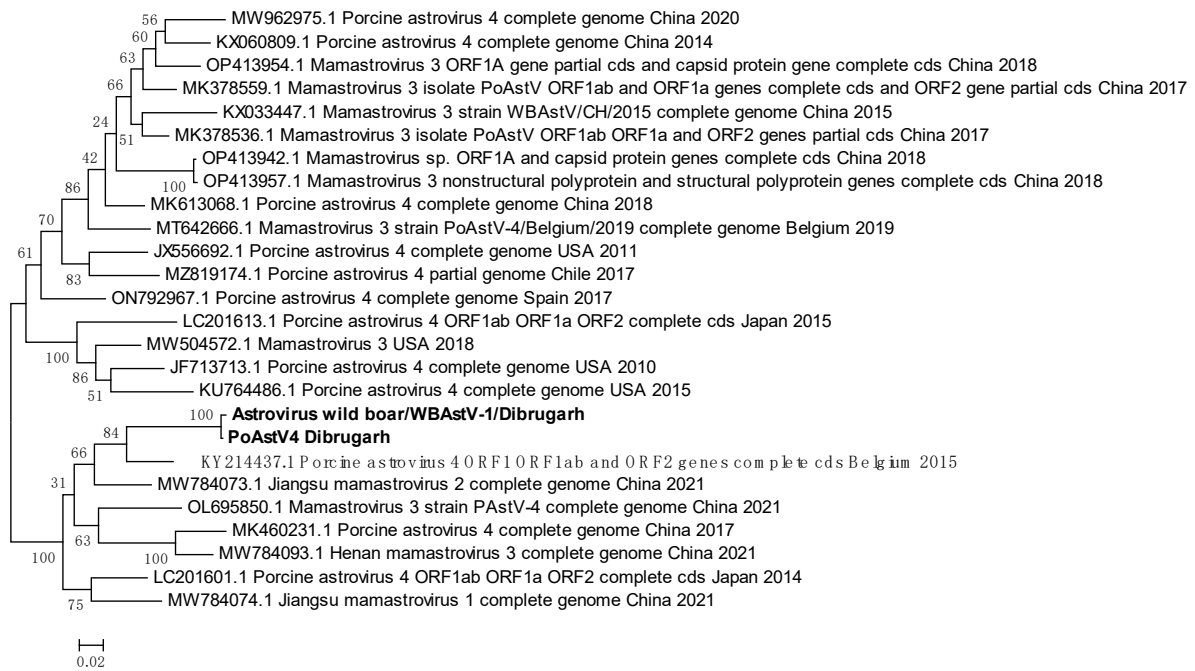 56
MW962975.1 Porcine astrovirus 4 complete genome China 2020
60
KX060809.1 Porcine astrovirus 4 complete genome China 2014
63
OP413954.1 Mamastrovirus 3 ORF1A gene partial cds and capsid protein gene complete cds China 2018
66
MK378559.1 Mamastrovirus 3 isolate PoAstV ORF1ab and ORF1a genes complete cds and ORF2 gene partial cds China 2017
KX033447.1 Mamastrovirus 3 strain WBAstV/CH/2015 complete genome China 2015
24
51
MK378536.1 Mamastrovirus 3 isolate PoAstV ORF1ab ORF1a and ORF2 genes partial cds China 2017
42
OP413942.1 Mamastrovirus sp. ORF1A and capsid protein genes complete cds China 2018
100
OP413957.1 Mamastrovirus 3 nonstructural polyprotein and structural polyprotein genes complete cds China 2018
86
MK613068.1 Porcine astrovirus 4 complete genome China 2018
70
MT642666.1 Mamastrovirus 3 strain PoAstV-4/Belgium/2019 complete genome Belgium 2019
61
JX556692.1 Porcine astrovirus 4 complete genome USA 2011
83
MZ819174.1 Porcine astrovirus 4 partial genome Chile 2017
ON792967.1 Porcine astrovirus 4 complete genome Spain 2017
LC201613.1 Porcine astrovirus 4 ORF1ab ORF1a ORF2 complete cds Japan 2015
100
MW504572.1 Mamastrovirus 3 USA 2018
86
JF713713.1 Porcine astrovirus 4 complete genome USA 2010
51
KU764486.1 Porcine astrovirus 4 complete genome USA 2015
100
Astrovirus wild boar/WBAstV-1/Dibrugarh
84
PoAstV4 Dibrugarh
66
KY214437.1 Porcine astrovirus 4 ORF1 ORF1ab and ORF2 genes complete cds Belgium 2015
31
MW784073.1 Jiangsu mamastrovirus 2 complete genome China 2021
OL695850.1 Mamastrovirus 3 strain PAstV-4 complete genome China 2021
63
MK460231.1 Porcine astrovirus 4 complete genome China 2017
100
100
MW784093.1 Henan mamastrovirus 3 complete genome China 2021
LC201601.1 Porcine astrovirus 4 ORF1ab ORF1a ORF2 complete cds Japan 2014
75
MW784074.1 Jiangsu mamastrovirus 1 complete genome China 2021
0.02